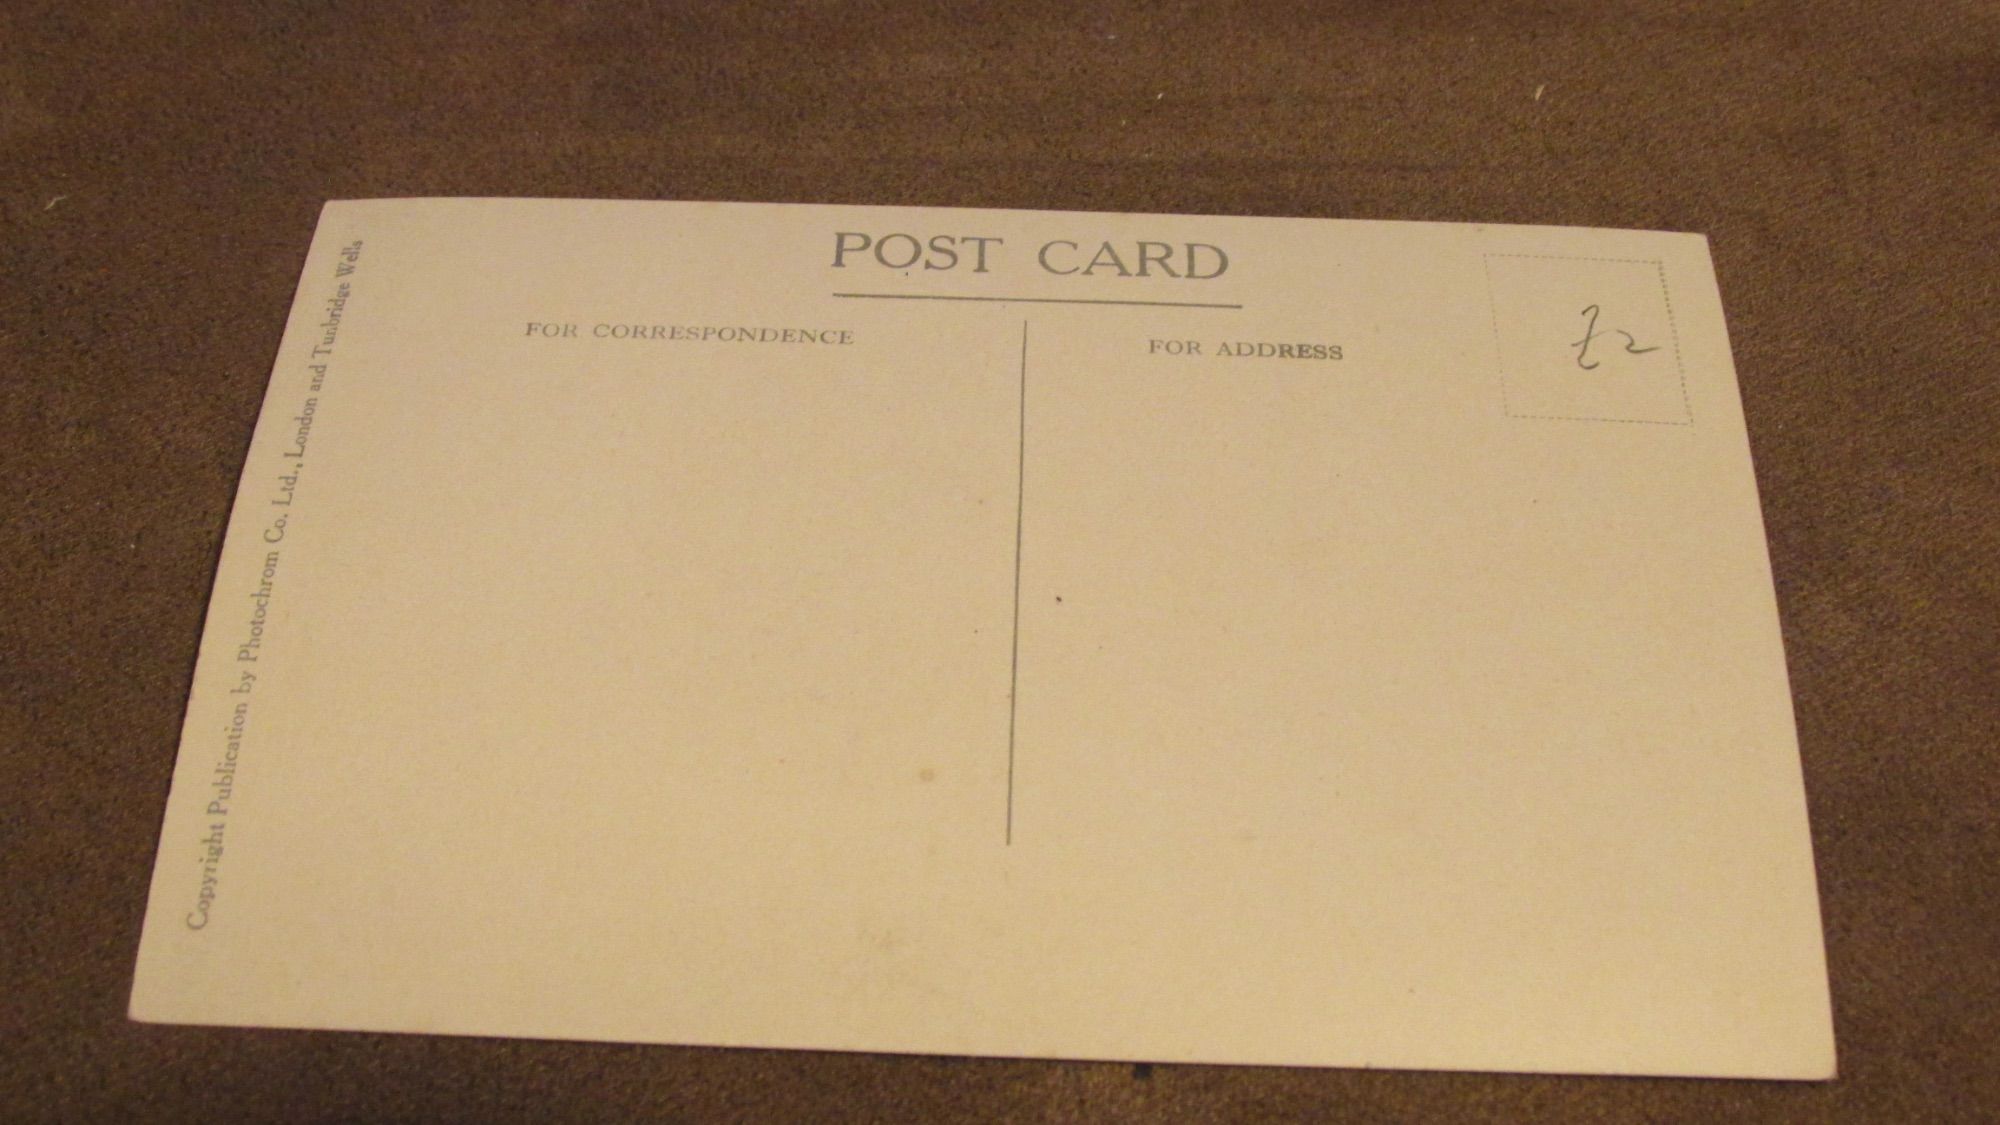 POST CARD
FOR CORRESPONDENCE
FOR ADDRESS
£2
Copyright Publication by Photochrom Co. Ltd., London and Tunbridge Wells